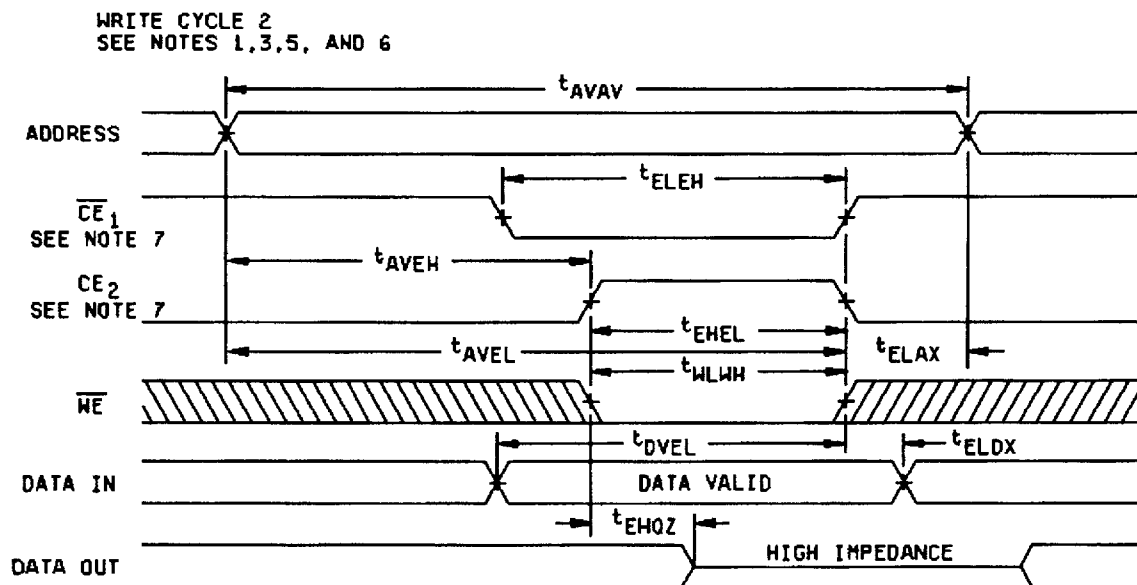 WRITE CYCLE 2
SEE NOTES 1,3,5, AND 6
tAVAV
ADDRESS
tELEH
CE1
SEE NOTE 7
tAVEH
CE2
SEE NOTE 7
tEHEL
tAVEL
tELAX
tWLWH
WE
tDVEL
tELDX
DATA IN
DATA VALID
tEHQZ
HIGH IMPEDANCE
DATA OUT